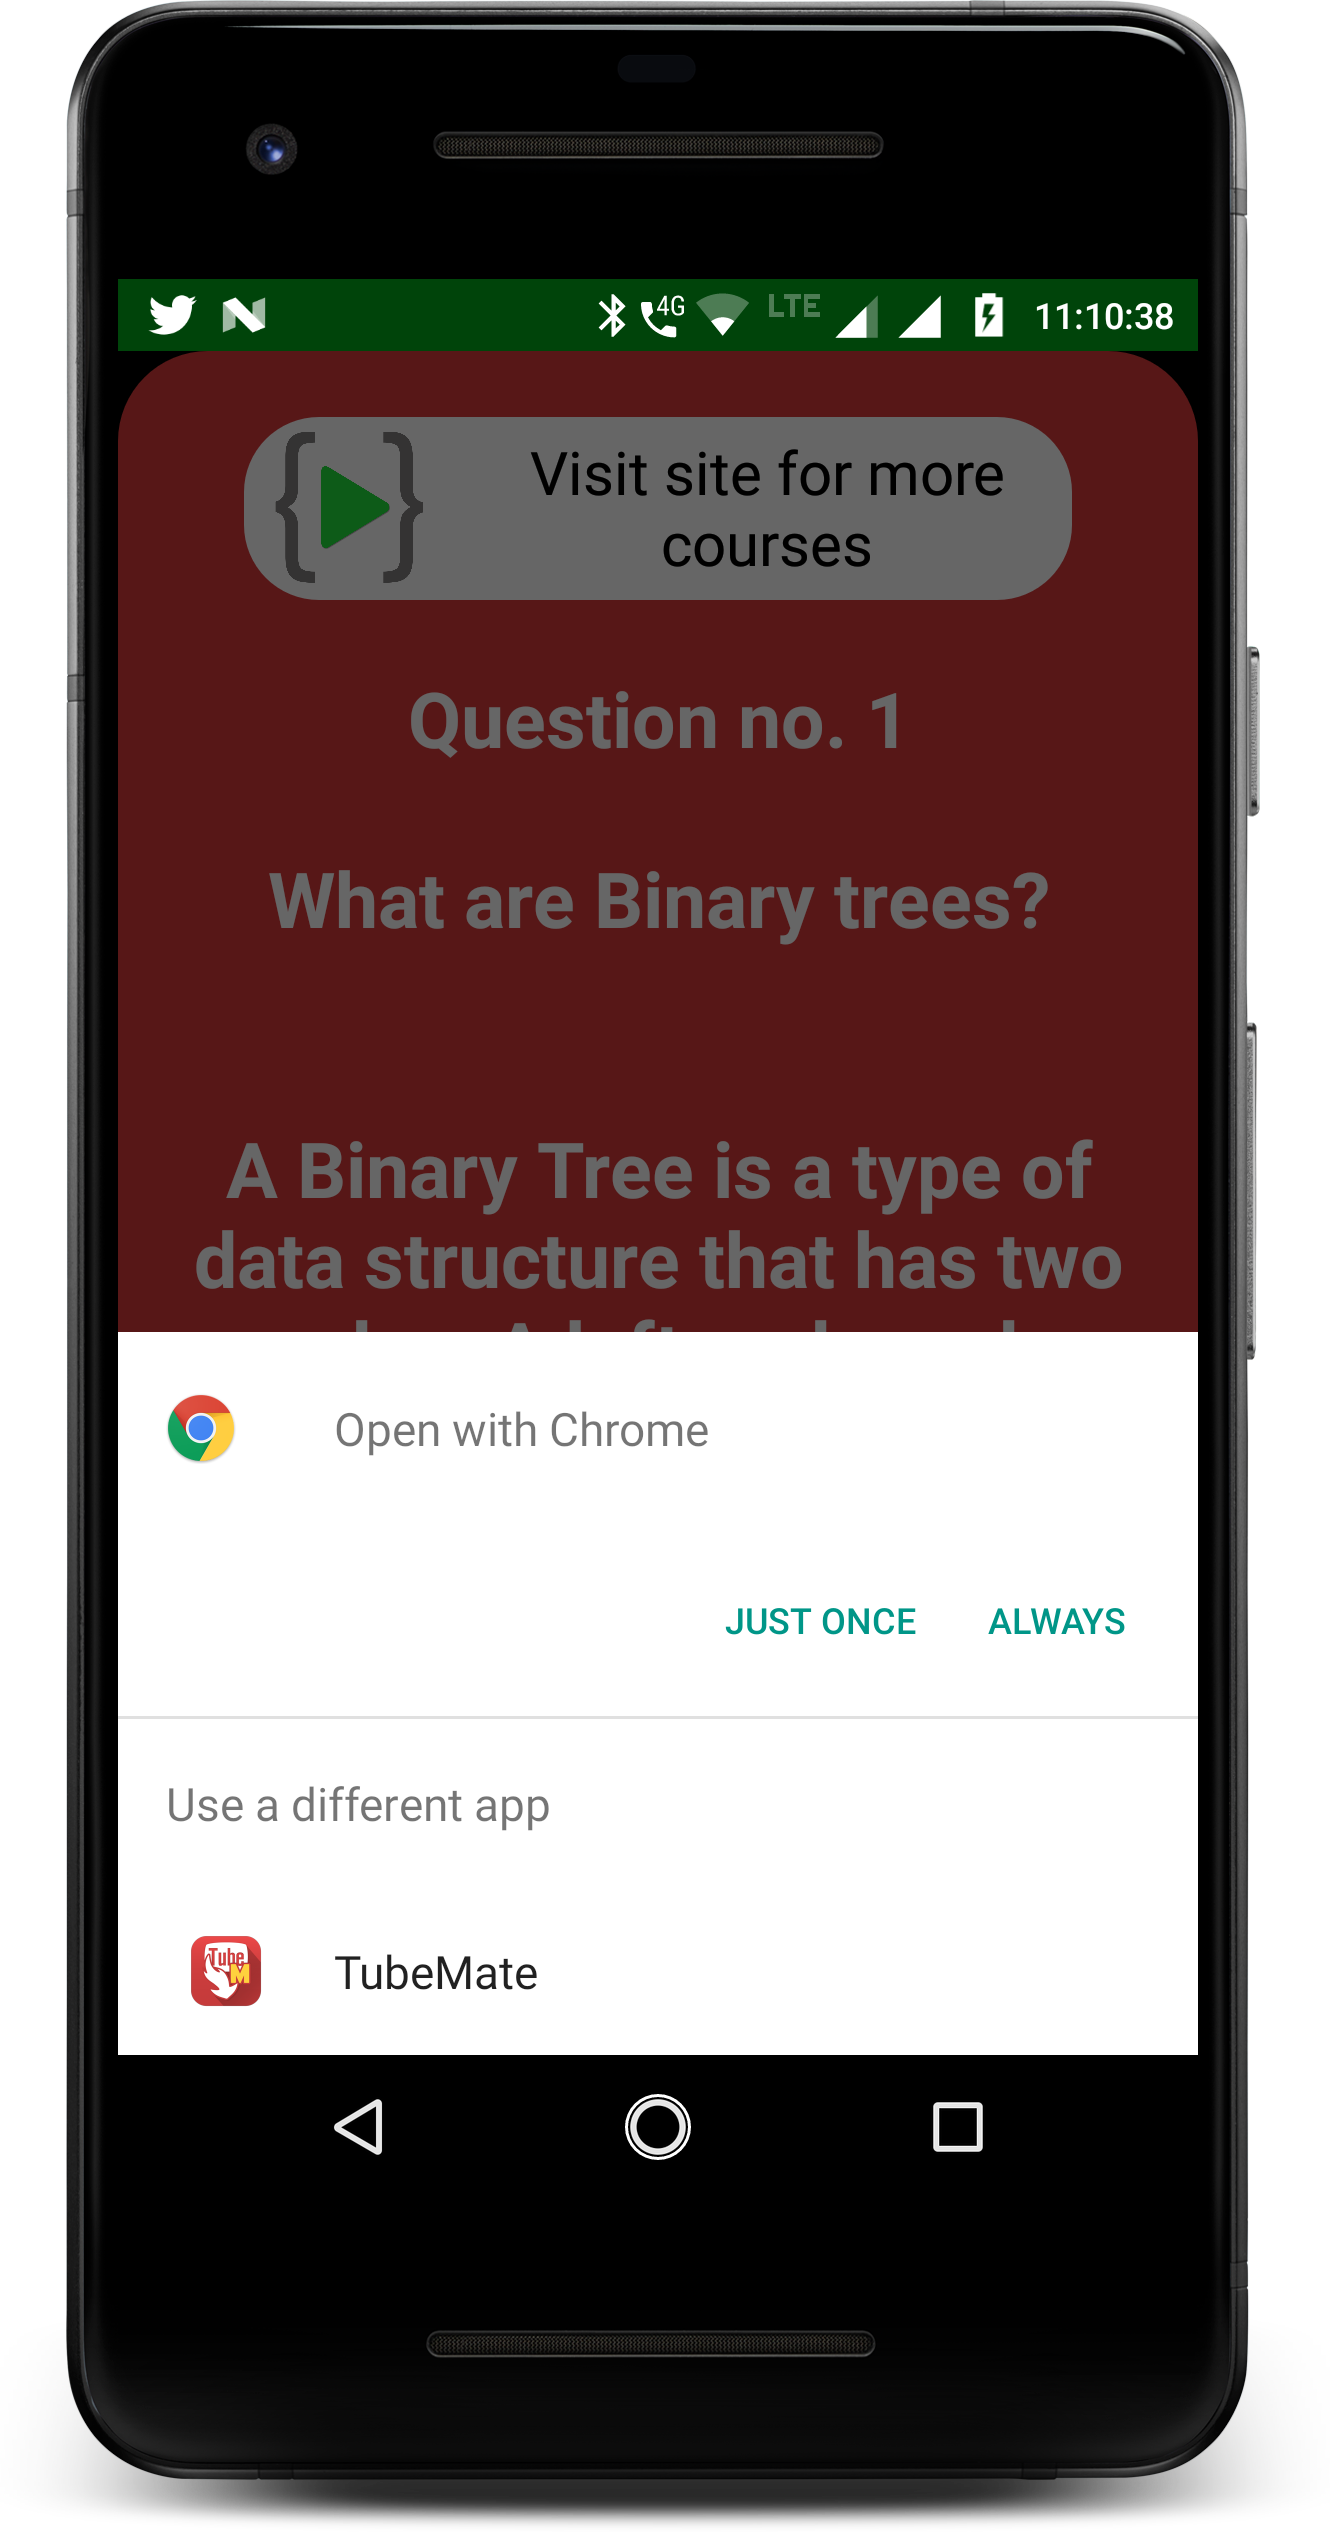 4G LTE 11:10:38
Visit site for more
courses
Question no. 1
What are Binary trees?
A Binary Tree is a type of
data structure that has two
Open with Chrome
JUST ONCE ALWAYS
Use a different app
Tube
M
TubeMate